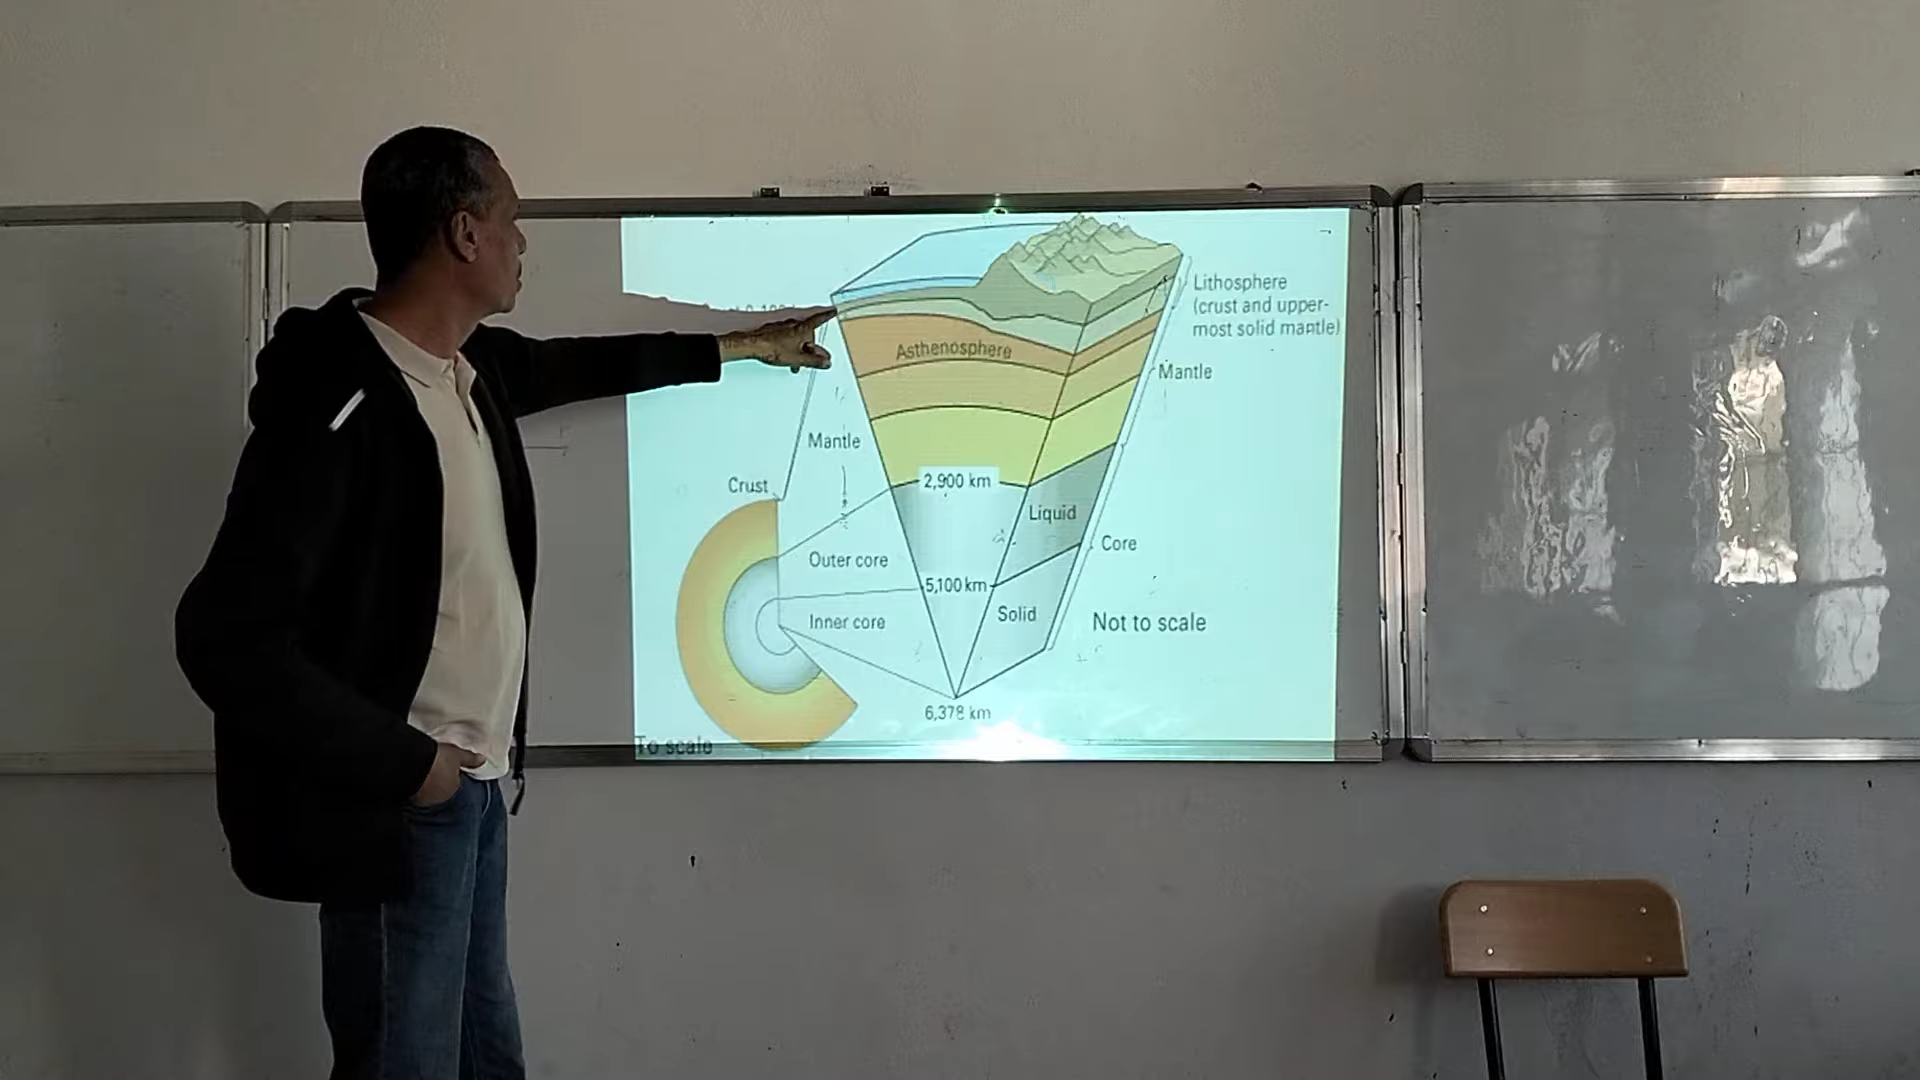 Lithosphere
(crust and upper-
most solid mantle)
Asthenosphere
Mantle
Mantle
Crust
2,900 km
Liquid
Core
Outer core
5,100 km
Inner core
Solid
Not to scale
6,378 km
To scale